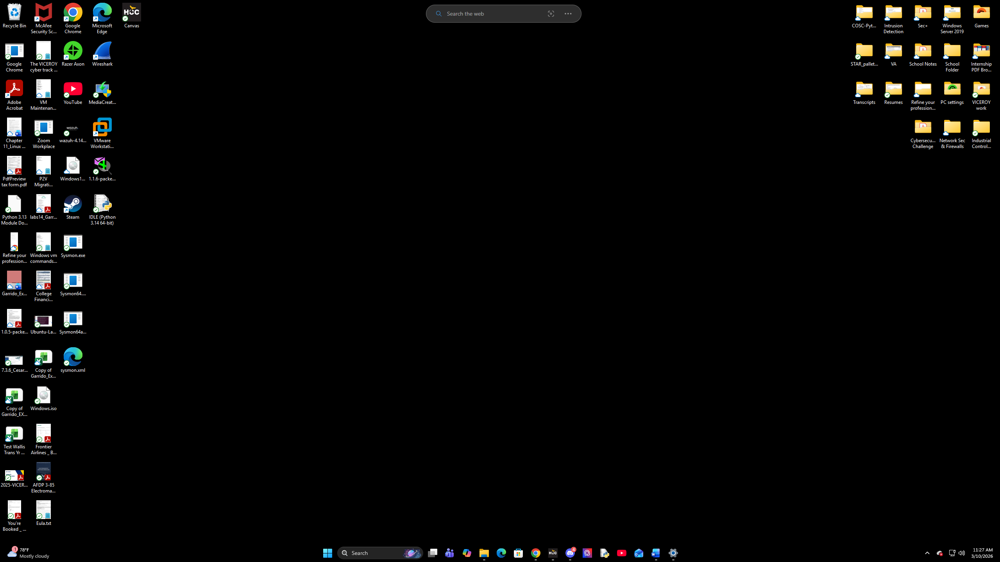 Recycle Bin
McAfee
Security Sc...
Google
Chrome
Microsoft
Edge
HCC
Canvas
Search the web
COSC-Pyt...
Intrusion
Detection
Sec+
Windows
Server 2019
Games
Google
Chrome
The VICEROY
cyber track ...
Razer Axon
Wireshark
STAR_pallet...
VA
School Notes
School
Folder
Internship
PDF Bro...
Adobe
Acrobat
VM
Maintenan...
YouTube
MediaCreat...
Transcripts
Resumes
Refine your
profession...
PC settings
VICEROY
work
Chapter
11_Linux ...
Zoom
Workplace
wazuh.
wazuh-4.14...
VMware
Workstati...
Cybersecu...
Challenge
Network Sec
& Firewalls
Industrial
Control...
PdfPreview
tax form.pdf
P2V
Migrati...
Windows1...
1.1.6-packe...
Python 3.13
Module Do...
labs14_Garr...
Steam
IDLE (Python
3.14 64-bit)
Refine your
profession...
Windows vm
commands...
Sysmon.exe
Garrido_Ex...
College
Financi...
Sysmon64....
1.0.5-packe...
Ubuntu-La...
Sysmon64a...
7.3.6_Cesar...
Copy of
Garrido_Ex...
sysmon.xml
Copy of
Garrido_EX...
Windows.iso
Test Wallis
Trans Yr ...
Frontier
Airlines _ B...
2025-VICER...
AFDP 3-85
Electroma...
You're
Booked _ ...
Eula.txt
1
78°F
Mostly cloudy
Search
HCC
4
11:27 AM
3/10/2026